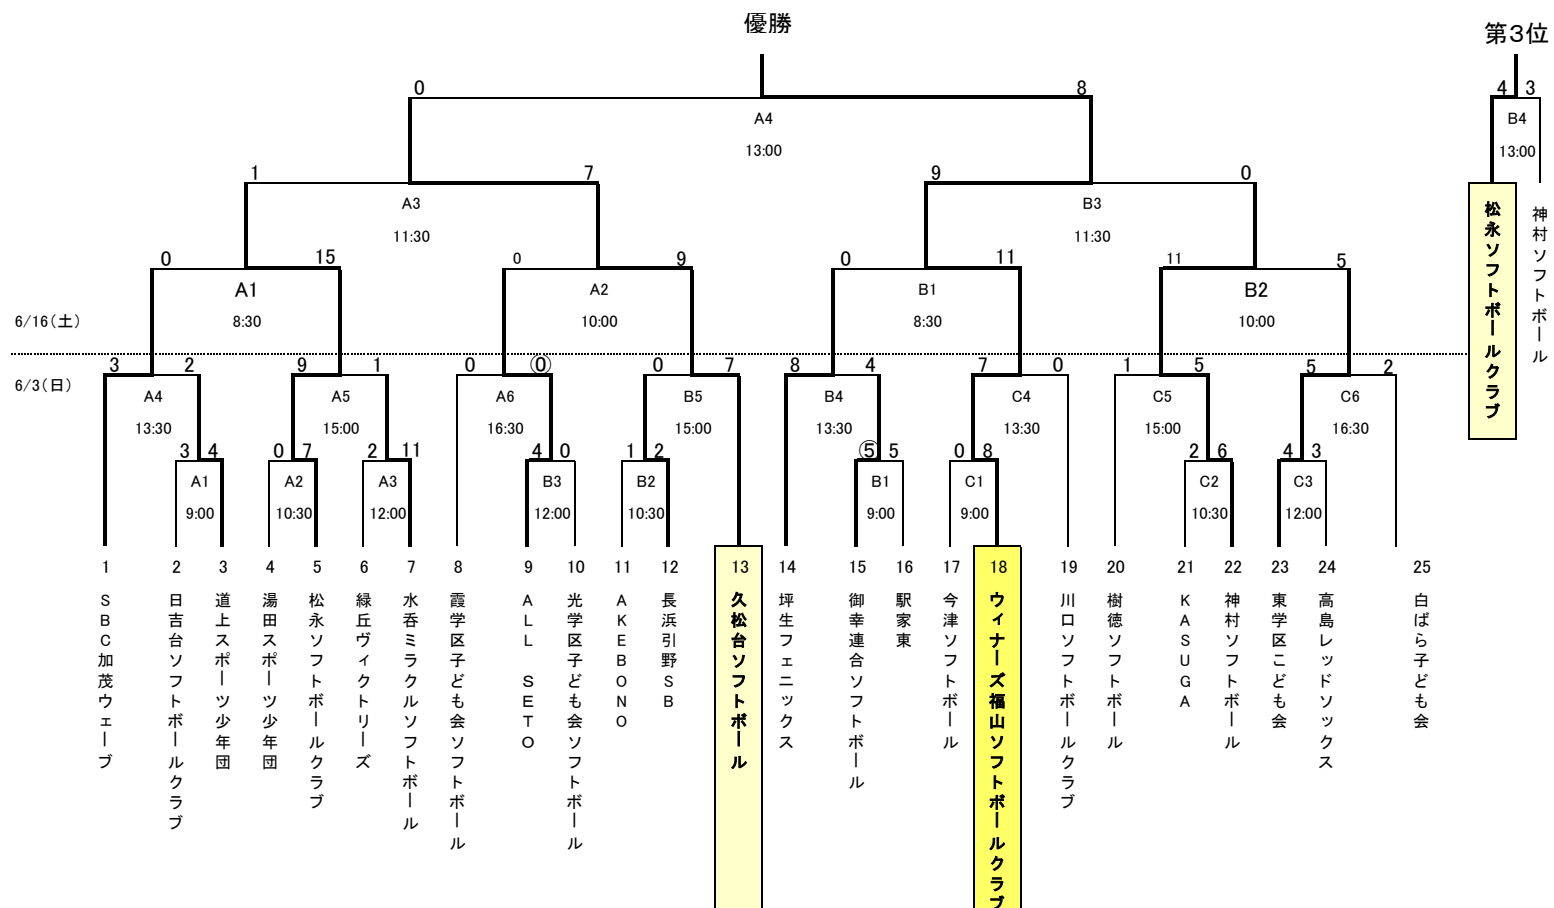 優勝
第3位
0 8 4 3
A4 B4
13:00 13:00
1 7 9 0
A3 B3
11:30 11:30
松永ソフトボールクラブ
神村ソフトボール
0 15 0 9 0 11 11 5
A1 A2 B1 B2
6/16(土) 8:30 10:00 8:30 10:00
3 2 9 1 0 ⓪ 0 7 8 4 7 0 1 5 5 2
6/3(日)
A4 A5 A6 B5 B4 C4 C5 C6
13:30 15:00 16:30 15:00 13:30 13:30 15:00 16:30
3 4 0 7 2 11 4 0 1 2 ⑤ 5 0 8 2 6 4 3
A1 A2 A3 B3 B2 B1 C1 C2 C3
9:00 10:30 12:00 12:00 10:30 9:00 9:00 10:30 12:00
1 2 3 4 5 6 7 8 9 10 11 12 13 14 15 16 17 18 19 20 21 22 23 24 25
SBC加茂ウェーブ
日吉台ソフトボールクラブ
道上スポーツ少年団
湯田スポーツ少年団
松永ソフトボールクラブ
緑丘ヴィクトリーズ
水呑ミラクルソフトボール
霞学区子ども会ソフトボール
ALL SETO
光学区子ども会ソフトボール
AKEBONO
長浜引野SB
久松台ソフトボール
坪生フェニックス
御幸連合ソフトボール
駅家東
今津ソフトボール
ウィナーズ福山ソフトボールクラブ
川口ソフトボールクラブ
樹徳ソフトボール
KASUGA
神村ソフトボール
東学区こども会
高島レッドソックス
白ばら子ども会